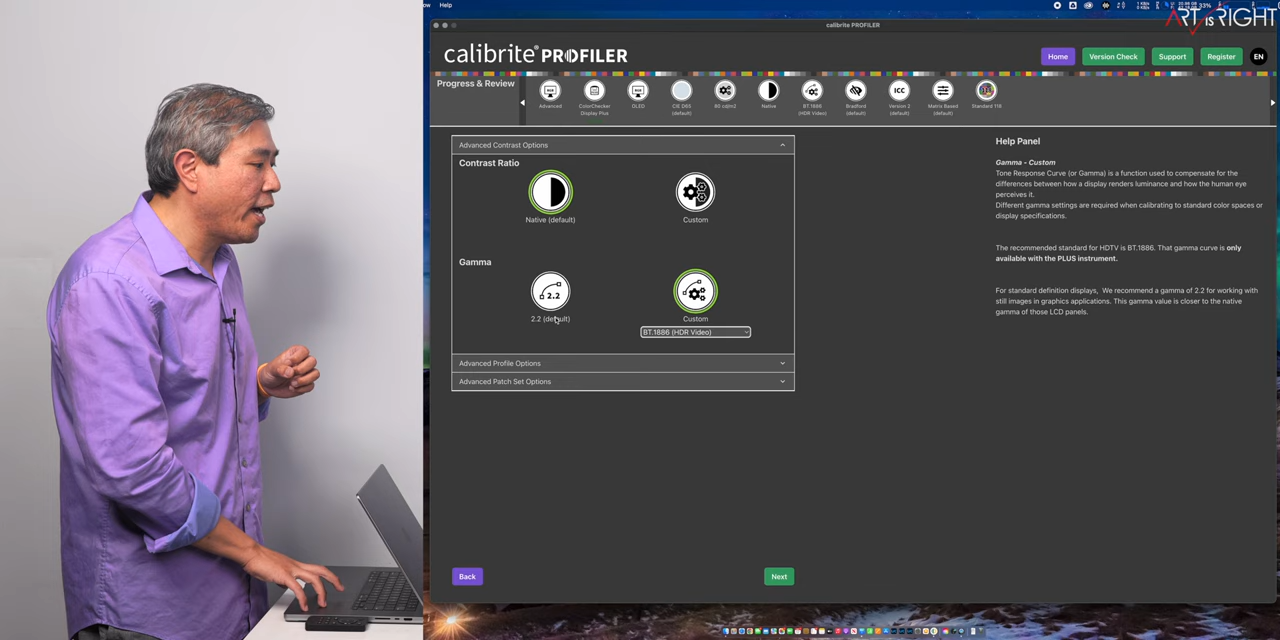 ow Help
33%
ART is RIGHT
calibrite PROFILER
calibrite® PROFILER
Home
Version Check
Support
Register
EN
Progress & Review
Advanced
ColorChecker
Display Plus
OLED
CIE D65
(default)
80 cd/m2
Native
BT.1886
(HDR Video)
Bradford
(default)
ICC
Version 2
(default)
Matrix Based
(default)
Standard 118
Advanced Contrast Options
Contrast Ratio
Native (default)
Custom
Gamma
2.2
2.2 (default)
Custom
BT.1886 (HDR Video)
Advanced Profile Options
Advanced Patch Set Options
Back
Next
Help Panel
Gamma - Custom
Tone Response Curve (or Gamma) is a function used to compensate for the
differences between how a display renders luminance and how the human eye
perceives it.
Different gamma settings are required when calibrating to standard color spaces or
display specifications.
The recommended standard for HDTV is BT.1886. That gamma curve is only
available with the PLUS instrument.
For standard definition displays, We recommend a gamma of 2.2 for working with
still images in graphics applications. This gamma value is closer to the native
gamma of those LCD panels.